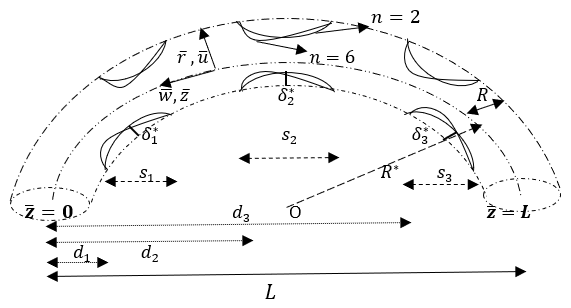 n = 2
r̄ , ū
n = 6
w̄, z̄
R
δ₂*
δ₁*
δ₃*
s₂
s₁
R*
s₃
z̄ = 0
O
z̄ = L
d₃
d₁
d₂
L